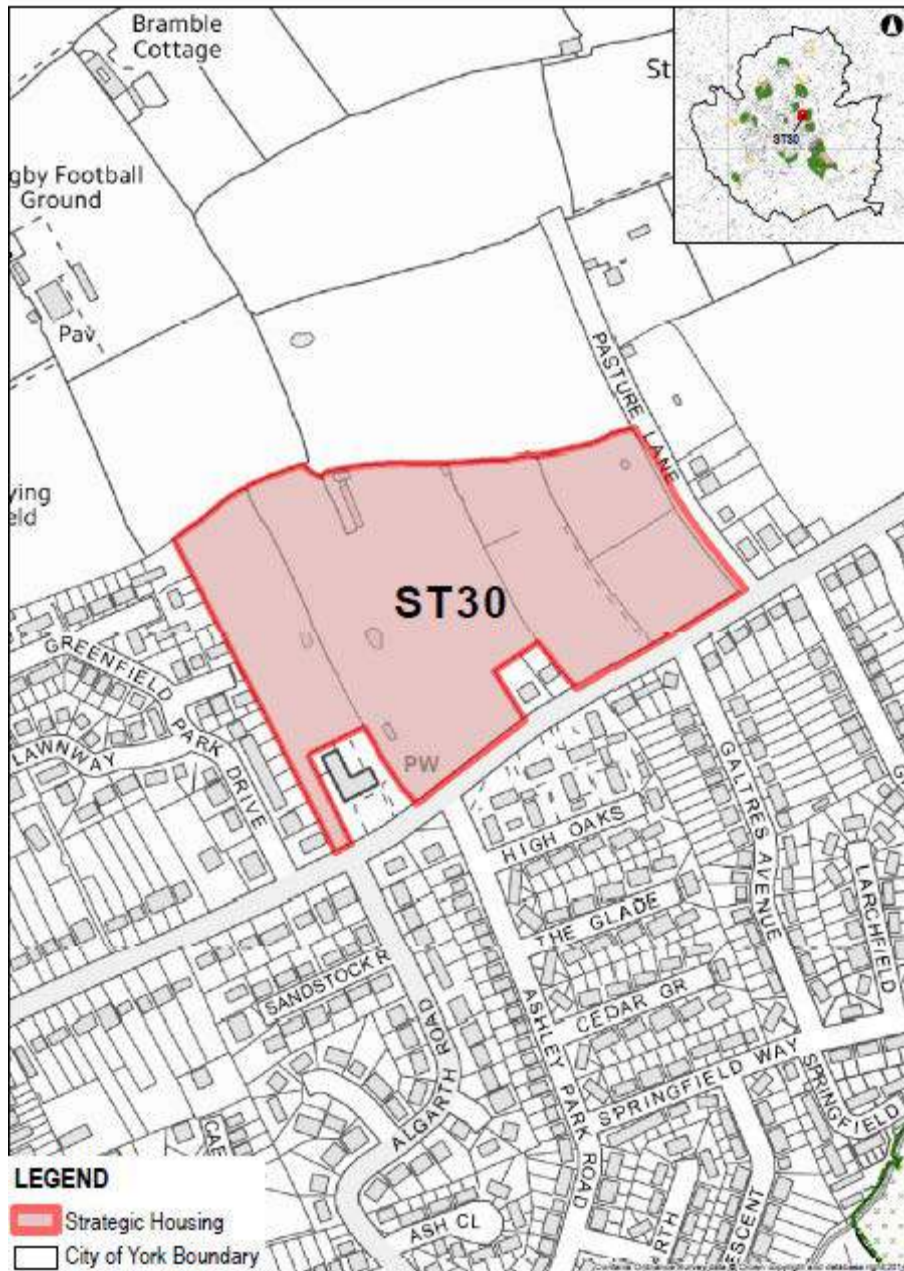 Bramble
Cottage
St
ST30
gby Football
Ground
Pav
PASTURE LANE
ying
eld
ST30
GREENFIELD
PARK DRIVE
LAWNWAY
PW
HIGH OAKS
GALTRES AVENUE
THE GLADE
LARCHFIELD
SANDSTOCK R
CEDAR GR
ALGARTH
ROAD
ASHLEY PARK ROAD
SPRINGFIELD WAY
SPRINGFIELD
ASH CL
ARTH
ESCENT
LEGEND
Strategic Housing
City of York Boundary